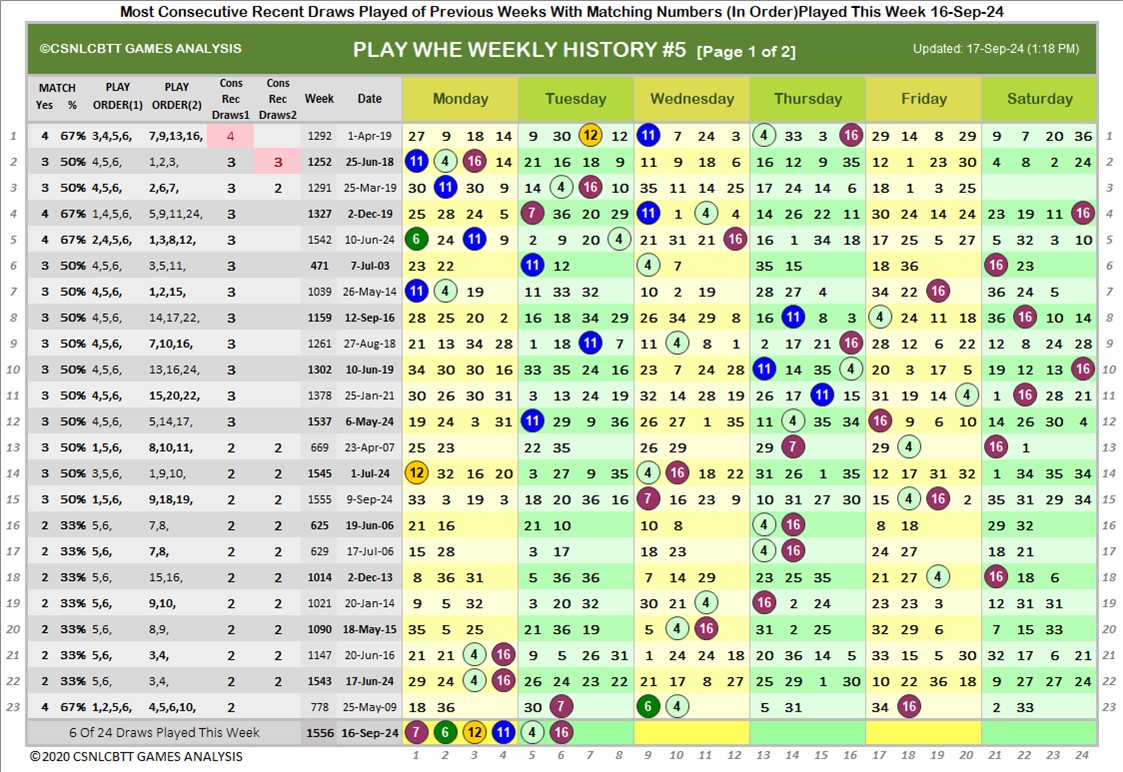 Most Consecutive Recent Draws Played of Previous Weeks With Matching Numbers (In Order)Played This Week 16-Sep-24
©CSNLCBTT GAMES ANALYSIS PLAY WHE WEEKLY HISTORY #5 [Page 1 of 2] Updated: 17-Sep-24 (1:18 PM)
MATCH Yes % PLAY ORDER(1) PLAY ORDER(2) Cons Rec Draws1 Cons Rec Draws2 Week Date Monday Tuesday Wednesday Thursday Friday Saturday
1 4 67% 3,4,5,6, 7,9,13,16, 4 1292 1-Apr-19 27 9 18 14 9 30 12 12 11 7 24 3 4 33 3 16 29 14 8 29 9 7 20 36 1
2 3 50% 4,5,6, 1,2,3, 3 3 1252 25-Jun-18 11 4 16 14 21 16 18 9 11 9 18 6 16 12 9 35 12 1 23 30 4 8 2 24 2
3 3 50% 4,5,6, 2,6,7, 3 2 1291 25-Mar-19 30 11 30 9 14 4 16 10 35 11 14 25 17 24 14 6 18 1 3 25 3
4 4 67% 1,4,5,6, 5,9,11,24, 3 1327 2-Dec-19 25 28 24 5 7 36 20 29 11 1 4 4 14 26 22 11 30 24 14 24 23 19 11 16 4
5 4 67% 2,4,5,6, 1,3,8,12, 3 1542 10-Jun-24 6 24 11 9 2 9 20 4 21 31 21 16 16 1 34 18 17 25 5 27 5 32 3 10 5
6 3 50% 4,5,6, 3,5,11, 3 471 7-Jul-03 23 22 11 12 4 7 35 15 18 36 16 23 6
7 3 50% 4,5,6, 1,2,15, 3 1039 26-May-14 11 4 19 11 33 32 10 2 19 28 27 4 34 22 16 36 24 5 7
8 3 50% 4,5,6, 14,17,22, 3 1159 12-Sep-16 28 25 20 2 16 18 34 29 26 34 29 8 16 11 8 3 4 24 11 18 36 16 10 14 8
9 3 50% 4,5,6, 7,10,16, 3 1261 27-Aug-18 21 13 34 28 1 18 11 7 11 4 8 1 2 17 21 16 28 12 6 22 12 8 24 28 9
10 3 50% 4,5,6, 13,16,24, 3 1302 10-Jun-19 34 30 30 16 33 35 24 16 23 7 24 28 11 14 35 4 20 3 17 5 19 12 13 16 10
11 3 50% 4,5,6, 15,20,22, 3 1378 25-Jan-21 30 26 30 31 3 13 24 19 32 14 28 19 26 17 11 15 31 19 14 4 1 16 28 21 11
12 3 50% 4,5,6, 5,14,17, 3 1537 6-May-24 19 24 3 31 11 29 9 36 26 27 1 35 11 4 35 34 16 9 6 10 14 26 30 4 12
13 3 50% 1,5,6, 8,10,11, 2 2 669 23-Apr-07 25 23 22 35 26 29 29 7 29 4 16 1 13
14 3 50% 3,5,6, 1,9,10, 2 2 1545 1-Jul-24 12 32 16 20 3 27 9 35 4 16 18 22 31 26 1 35 12 17 31 32 1 34 35 34 14
15 3 50% 1,5,6, 9,18,19, 2 2 1555 9-Sep-24 33 3 19 3 18 20 36 16 7 16 23 9 10 31 27 30 15 4 16 2 35 31 29 34 15
16 2 33% 5,6, 7,8, 2 2 625 19-Jun-06 21 16 21 10 10 8 4 16 8 18 29 32 16
17 2 33% 5,6, 7,8, 2 2 629 17-Jul-06 15 28 3 17 18 23 4 16 24 27 18 21 17
18 2 33% 5,6, 15,16, 2 2 1014 2-Dec-13 8 36 31 5 36 36 7 14 29 23 25 35 21 27 4 16 18 6 18
19 2 33% 5,6, 9,10, 2 2 1021 20-Jan-14 9 5 32 3 20 32 30 21 4 16 2 24 23 23 3 12 31 31 19
20 2 33% 5,6, 8,9, 2 2 1090 18-May-15 35 5 25 21 36 19 5 4 16 31 2 25 32 29 6 7 15 33 20
21 2 33% 5,6, 3,4, 2 2 1147 20-Jun-16 21 21 4 16 9 5 26 31 1 24 24 18 20 36 14 5 33 15 5 30 32 17 6 21 21
22 2 33% 5,6, 3,4, 2 2 1543 17-Jun-24 29 24 4 16 26 24 23 22 21 17 8 27 25 29 1 30 10 22 36 18 9 27 27 24 22
23 4 67% 1,2,5,6, 4,5,6,10, 2 778 25-May-09 18 36 30 7 6 4 5 31 34 16 2 33 23
6 Of 24 Draws Played This Week 1556 16-Sep-24 7 6 12 11 4 16
©2020 CSNLCBTT GAMES ANALYSIS 1 2 3 4 5 6 7 8 9 10 11 12 13 14 15 16 17 18 19 20 21 22 23 24